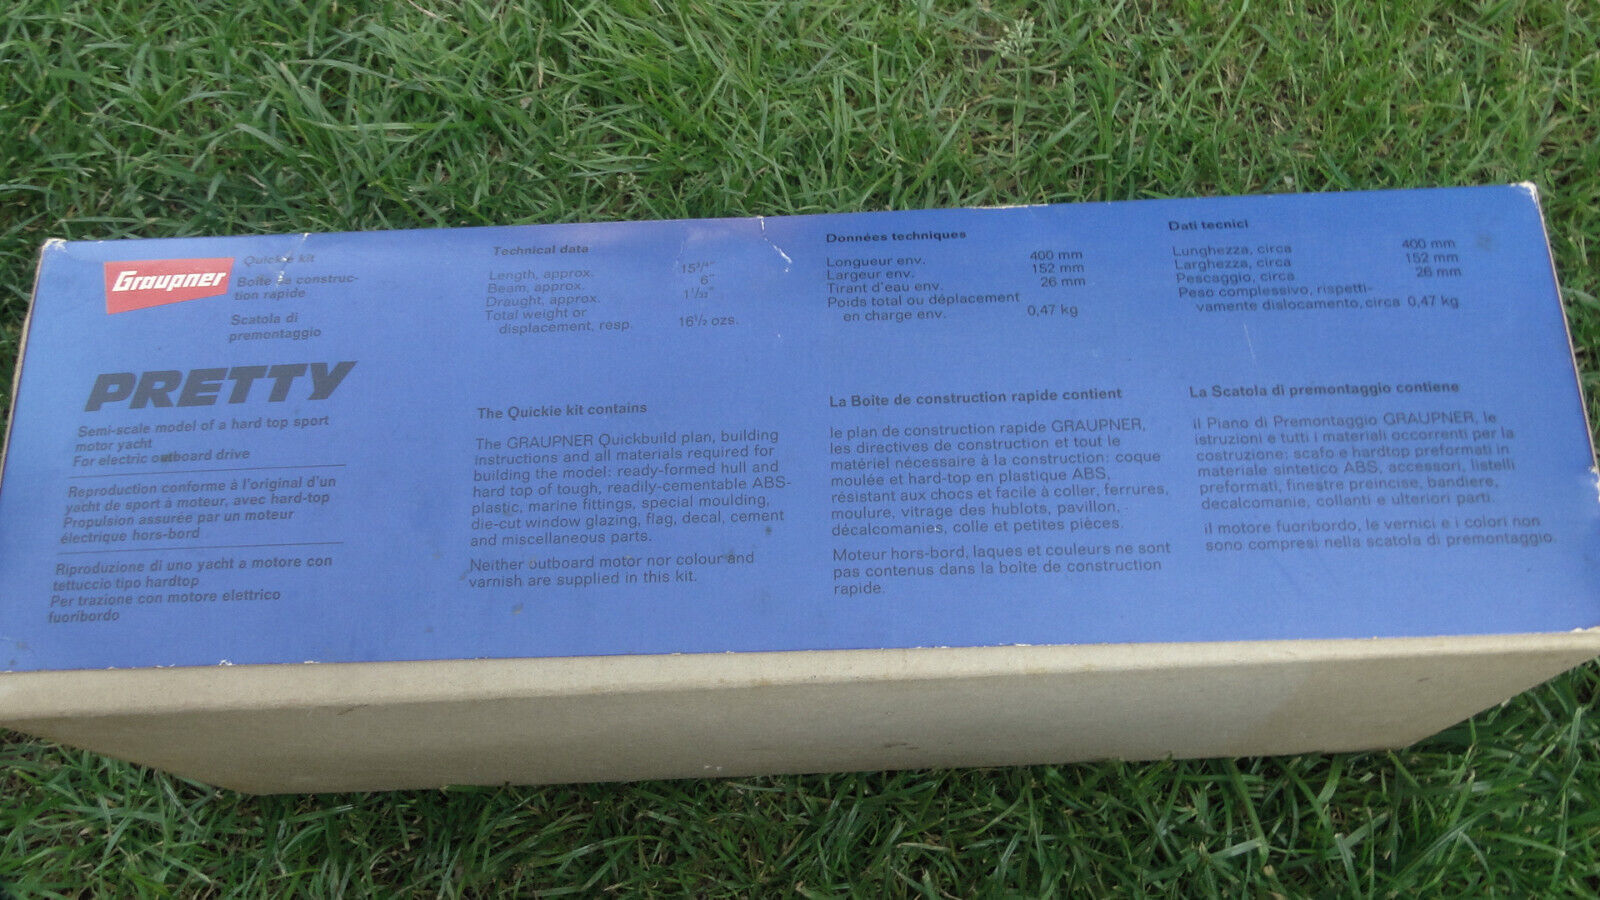 Graupner
Quickie kit
Boîte de construc-
tion rapide
Scatola di
premontaggio
PRETTY
Semi-scale model of a hard top sport
motor yacht
For electric outboard drive
Reproduction conforme à l'original d'un
yacht de sport à moteur, avec hard-top
Propulsion assurée par un moteur
électrique hors-bord
Riproduzione di uno yacht a motore con
tettuccio tipo hardtop
Per trazione con motore elettrico
fuoribordo
Technical data
Length, approx. 15³/₄"
Beam, approx. 6"
Draught, approx. 1¹/₃₂"
Total weight or
displacement, resp. 16¹/₂ ozs.
The Quickie kit contains
The GRAUPNER Quickbuild plan, building
instructions and all materials required for
building the model: ready-formed hull and
hard top of tough, readily-cementable ABS-
plastic, marine fittings, special moulding,
die-cut window glazing, flag, decal, cement
and miscellaneous parts.
Neither outboard motor nor colour and
varnish are supplied in this kit.
Données techniques
Longueur env. 400 mm
Largeur env. 152 mm
Tirant d'eau env. 26 mm
Poids total ou déplacement
en charge env. 0,47 kg
La Boîte de construction rapide contient
le plan de construction rapide GRAUPNER,
les directives de construction et tout le
matériel nécessaire à la construction: coque
moulée et hard-top en plastique ABS,
résistant aux chocs et facile à coller, ferrures,
moulure, vitrage des hublots, pavillon,
décalcomanies, colle et petites pièces.
Moteur hors-bord, laques et couleurs ne sont
pas contenus dans la boîte de construction
rapide.
Dati tecnici
Lunghezza, circa 400 mm
Larghezza, circa 152 mm
Pescaggio, circa 26 mm
Peso complessivo, rispetti-
vamente dislocamento, circa 0,47 kg
La Scatola di premontaggio contiene
il Piano di Premontaggio GRAUPNER, le
istruzioni e tutti i materiali occorrenti per la
costruzione: scafo e hardtop preformati in
materiale sintetico ABS, accessori, listelli
preformati, finestre preincise, bandiere,
decalcomanie, collanti e ulteriori parti.
il motore fuoribordo, le vernici e i colori non
sono compresi nella scatola di premontaggio.